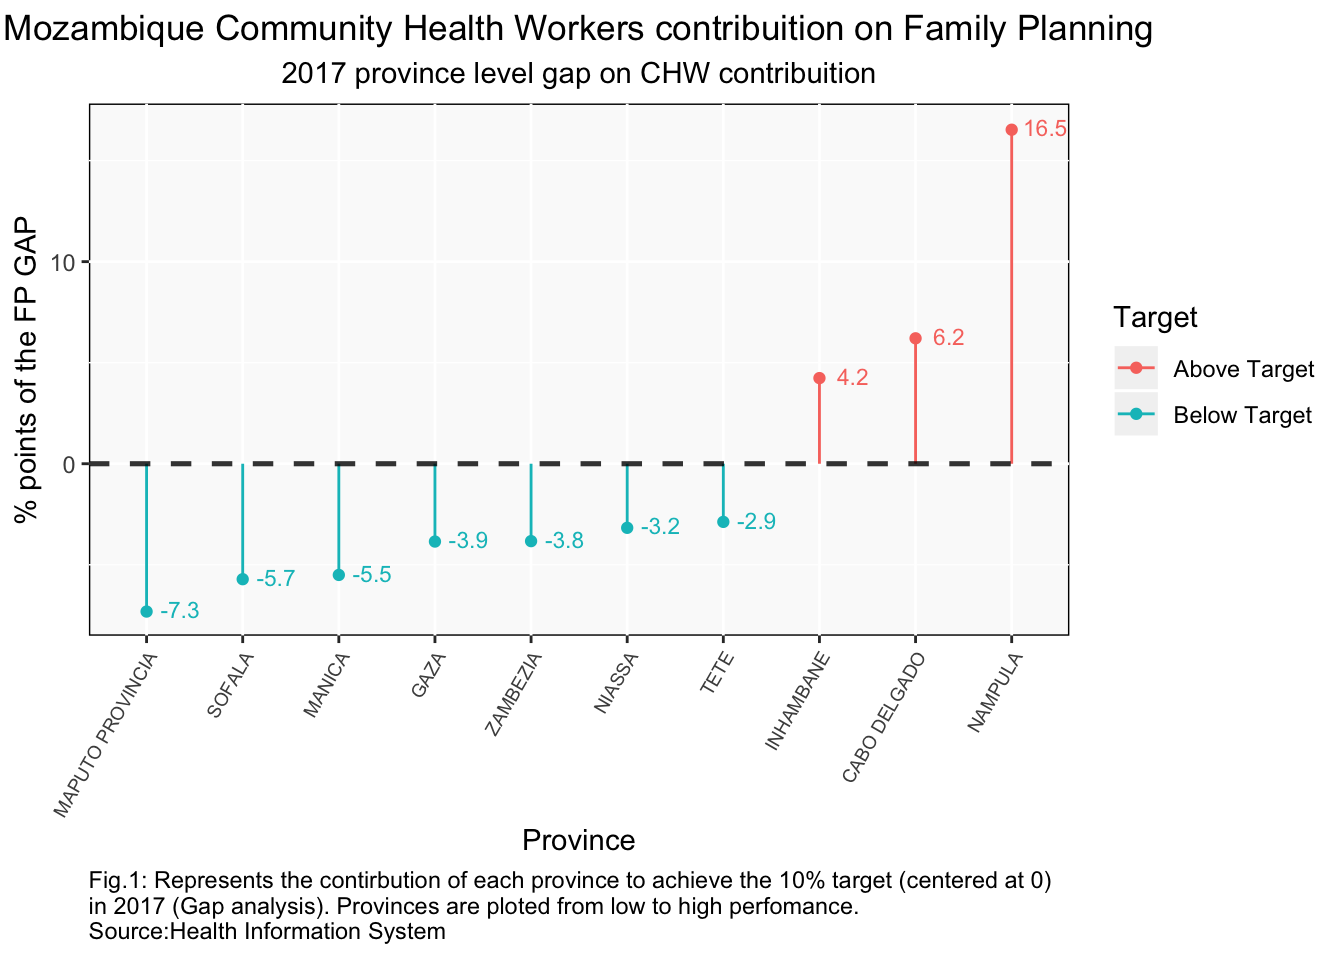 Mozambique Community Health Workers contribuition on Family Planning
2017 province level gap on CHW contribuition
% points of the FP GAP
10
0
16.5
6.2
4.2
-7.3
-5.7
-5.5
-3.9
-3.8
-3.2
-2.9
Target
Above Target
Below Target
MAPUTO PROVINCIA
SOFALA
MANICA
GAZA
ZAMBEZIA
NIASSA
TETE
INHAMBANE
CABO DELGADO
NAMPULA
Province
Fig.1: Represents the contirbution of each province to achieve the 10% target (centered at 0)
in 2017 (Gap analysis). Provinces are ploted from low to high perfomance.
Source:Health Information System